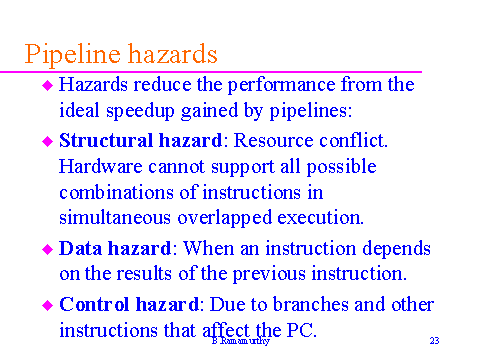 Pipeline hazards
Hazards reduce the performance from the
ideal speedup gained by pipelines:
Structural hazard: Resource conflict.
Hardware cannot support all possible
combinations of instructions in
simultaneous overlapped execution.
Data hazard: When an instruction depends
on the results of the previous instruction.
Control hazard: Due to branches and other
instructions that affect the PC.
B.Ramamurthy
23